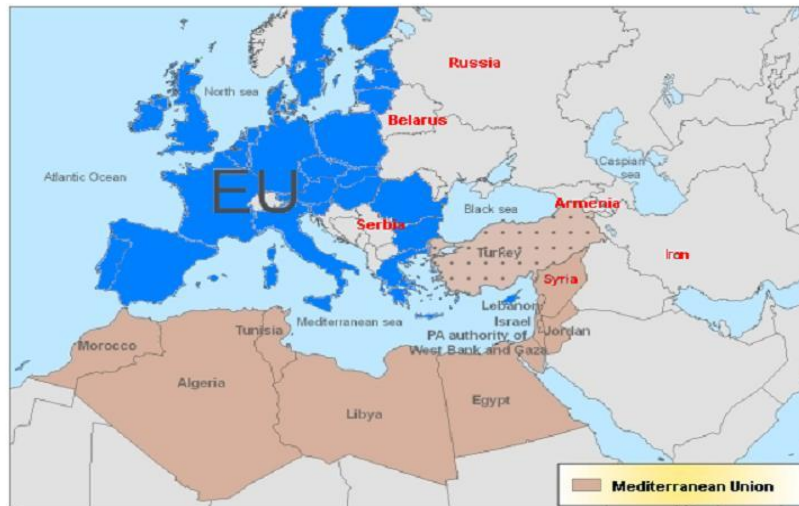 Russia
North sea
Belarus
Atlantic Ocean
EU
Caspian
sea
Black sea
Armenia
Serbia
Turkey
Iran
Syria
Mediterranean sea
Lebanon
Israel
PA authority of
West Bank and Gaza
Jordan
Tunisia
Morocco
Algeria
Libya
Egypt
Mediterranean Union